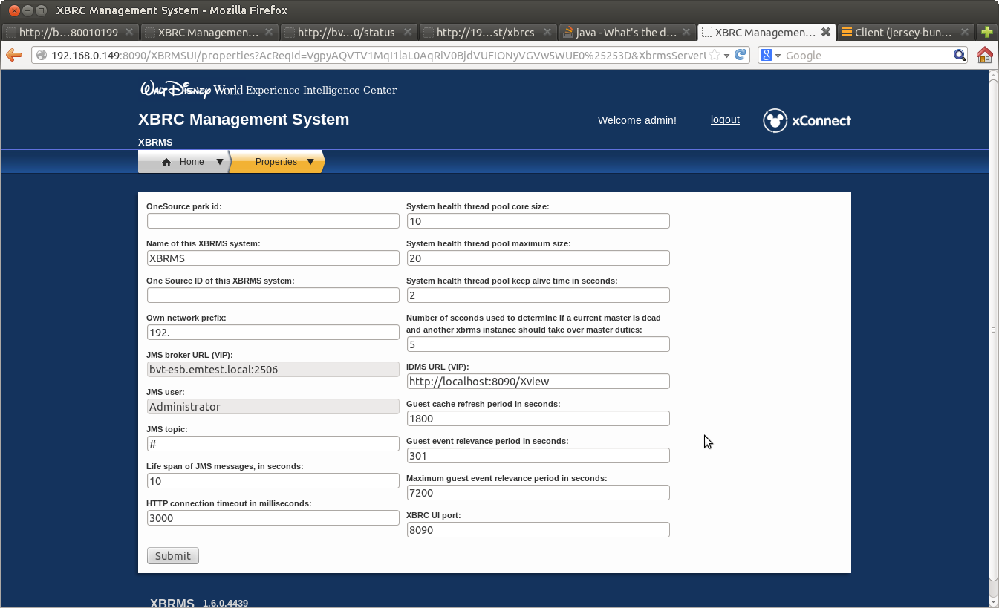 XBRC Management System - Mozilla Firefox
http://b...80010199
XBRC Managemen...
http://bv...0/status
http://19...st/xbrcs
java - What's the d...
XBRC Managemen...
Client (jersey-bun...
192.168.0.149:8090/XBRMSUI/properties?AcReqId=VgpyAQVTV1MqI1laL0AqRiV0BjdVUFIONyVGVw5WUE0%25253D&XbrmsServerU
Google
Walt Disney World Experience Intelligence Center
XBRC Management System
Welcome admin!
logout
xConnect
XBRMS
Home
Properties
OneSource park id:
Name of this XBRMS system:
XBRMS
One Source ID of this XBRMS system:
Own network prefix:
192.
JMS broker URL (VIP):
bvt-esb.emtest.local:2506
JMS user:
Administrator
JMS topic:
#
Life span of JMS messages, in seconds:
10
HTTP connection timeout in milliseconds:
3000
System health thread pool core size:
10
System health thread pool maximum size:
20
System health thread pool keep alive time in seconds:
2
Number of seconds used to determine if a current master is dead
and another xbrms instance should take over master duties:
5
IDMS URL (VIP):
http://localhost:8090/Xview
Guest cache refresh period in seconds:
1800
Guest event relevance period in seconds:
301
Maximum guest event relevance period in seconds:
7200
XBRC UI port:
8090
Submit
XBRMS 1.6.0.4439